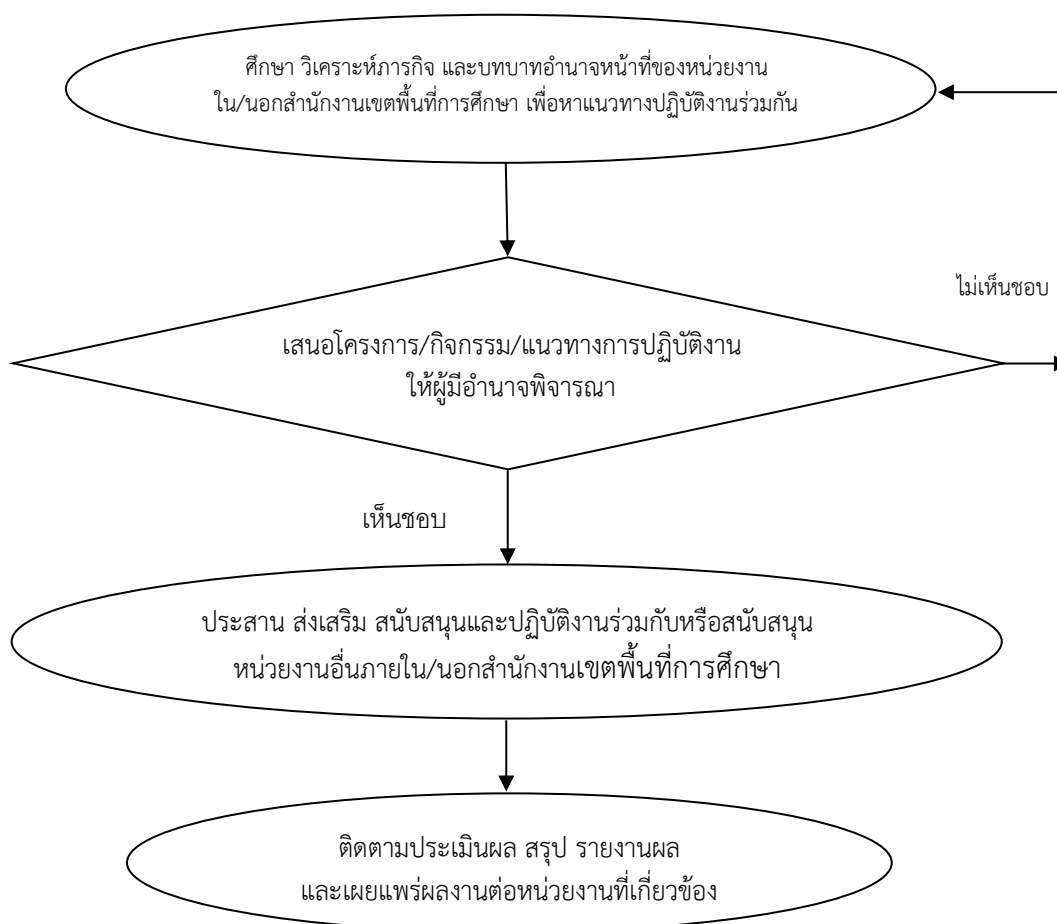 ศึกษา วิเคราะห์ภารกิจ และบทบาทอำนาจหน้าที่ของหน่วยงาน
ใน/นอกสำนักงานเขตพื้นที่การศึกษา เพื่อหาแนวทางปฏิบัติงานร่วมกัน
ไม่เห็นชอบ
เสนอโครงการ/กิจกรรม/แนวทางการปฏิบัติงาน
ให้ผู้มีอำนาจพิจารณา
เห็นชอบ
ประสาน ส่งเสริม สนับสนุนและปฏิบัติงานร่วมกับหรือสนับสนุน
หน่วยงานอื่นภายใน/นอกสำนักงานเขตพื้นที่การศึกษา
ติดตามประเมินผล สรุป รายงานผล
และเผยแพร่ผลงานต่อหน่วยงานที่เกี่ยวข้อง